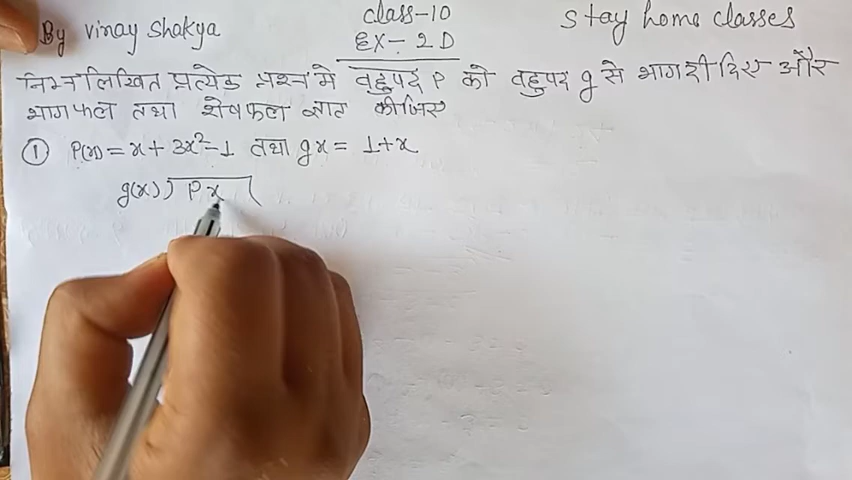 By Vinay Shakya
Class-10
EX- 2D
Stay home classes
निम्नलिखित प्रत्येक प्रश्न मे बहुपद P को बहुपद g से भाग दीजिए और
भागफल तथा शेषफल ज्ञात कीजिए
① P(x) = x + 3x² - 1 तथा gx = 1+x
g(x) ) P x (